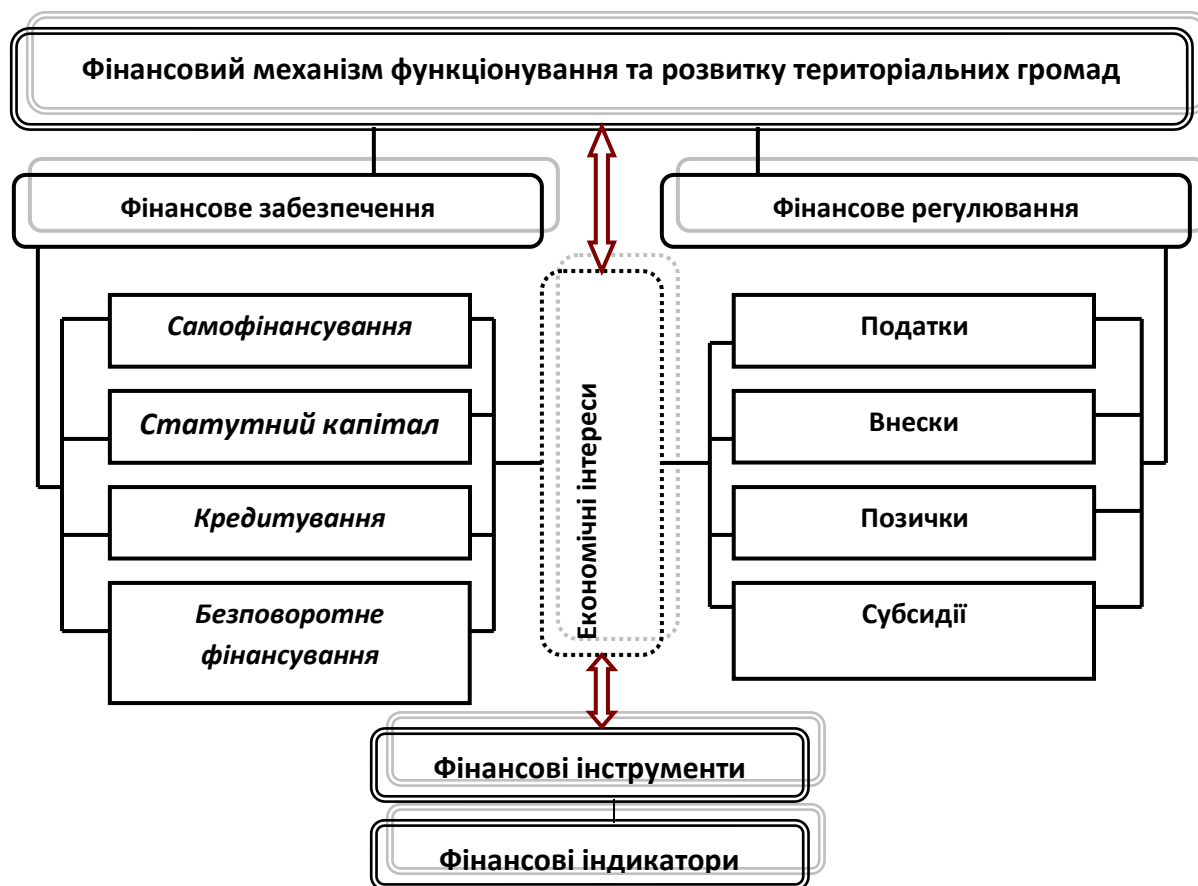 Фінансовий механізм функціонування та розвитку територіальних громад
Фінансове забезпечення
Фінансове регулювання
Самофінансування
Статутний капітал
Кредитування
Безповоротне
фінансування
Економічні інтереси
Податки
Внески
Позички
Субсидії
Фінансові інструменти
Фінансові індикатори